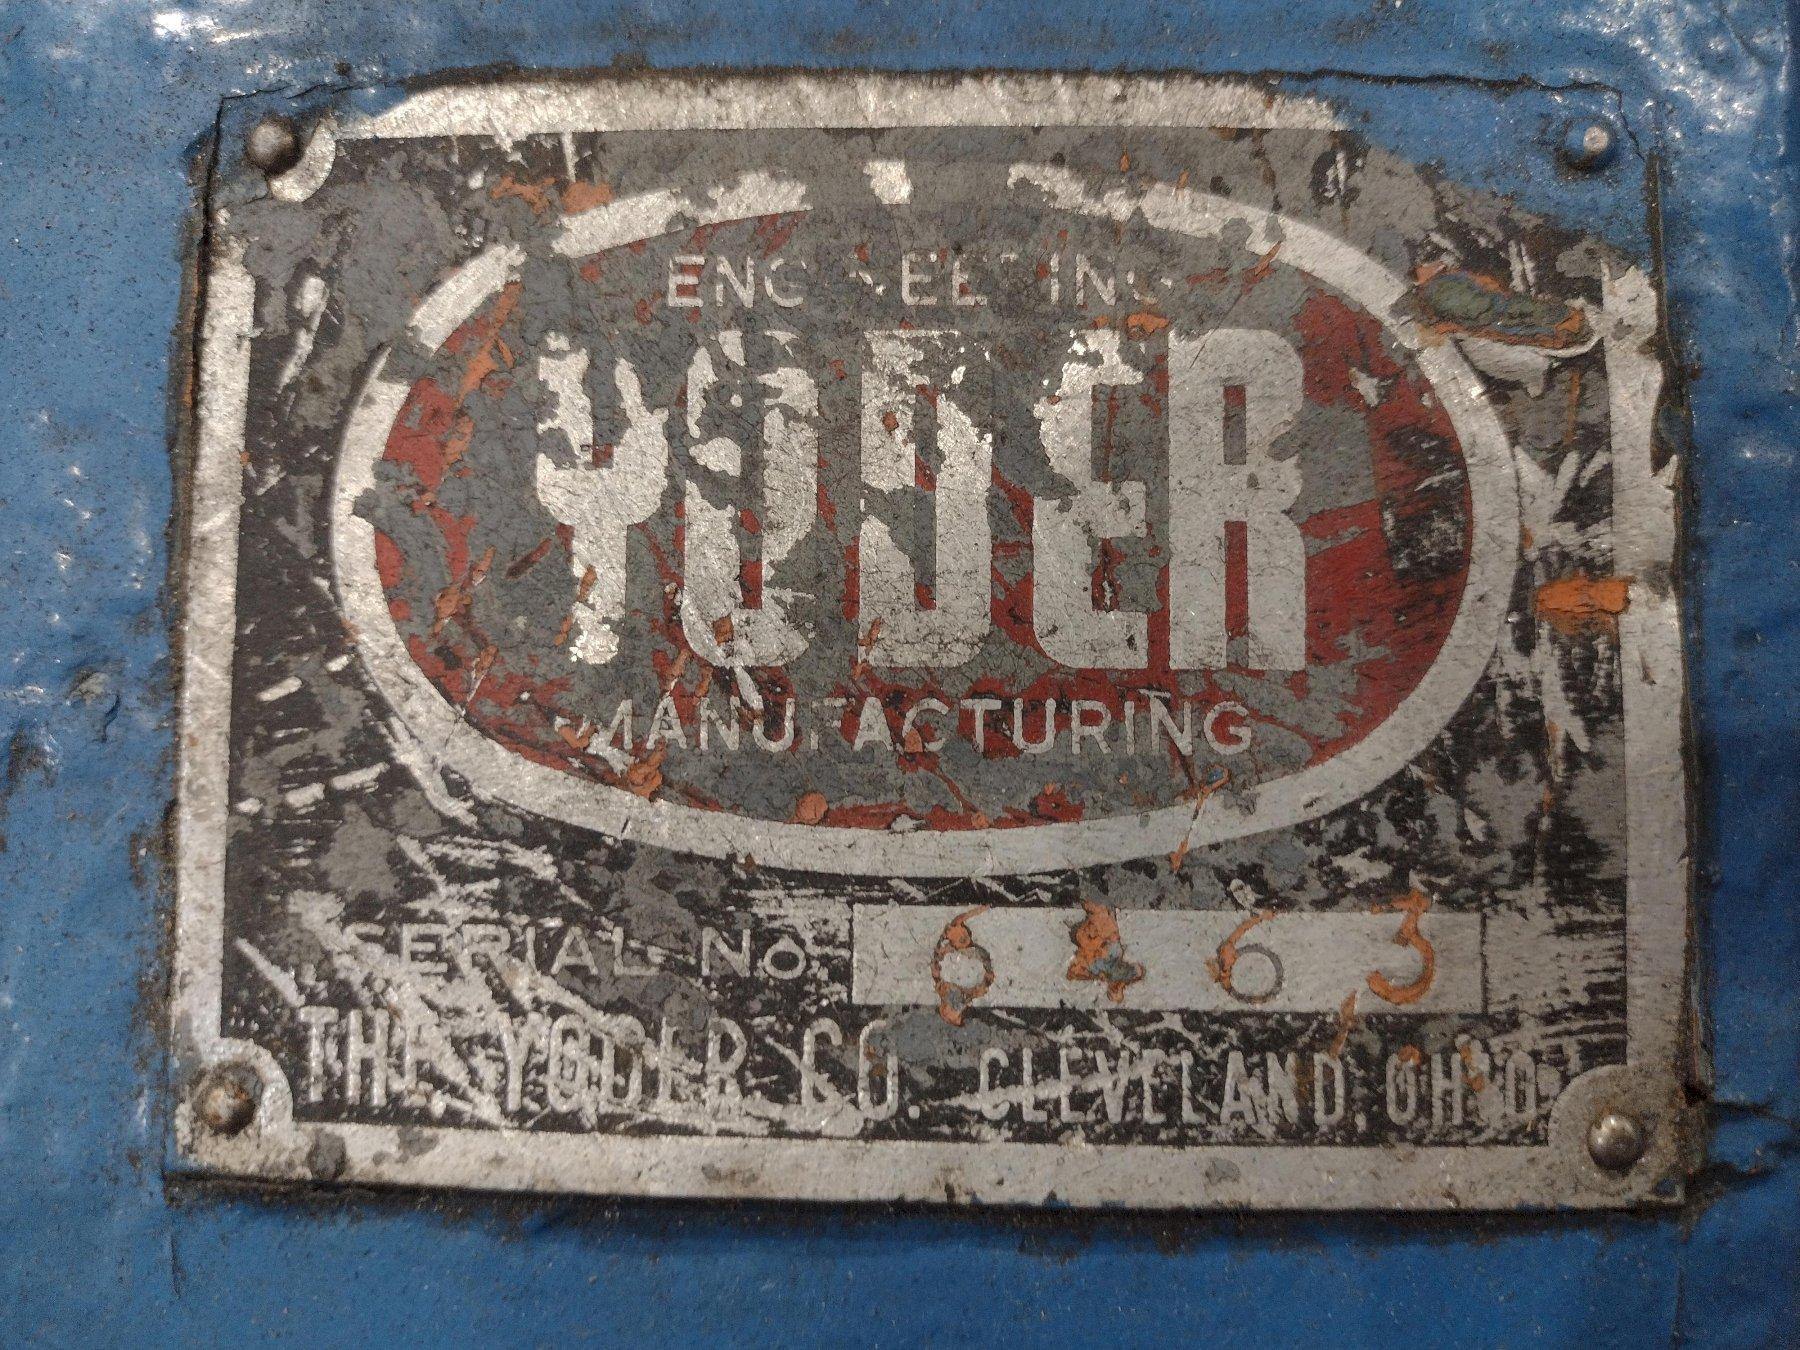 ENGINEERING
YODER
MANUFACTURING
SERIAL No. 6463
THE YODER CO. CLEVELAND, OHIO